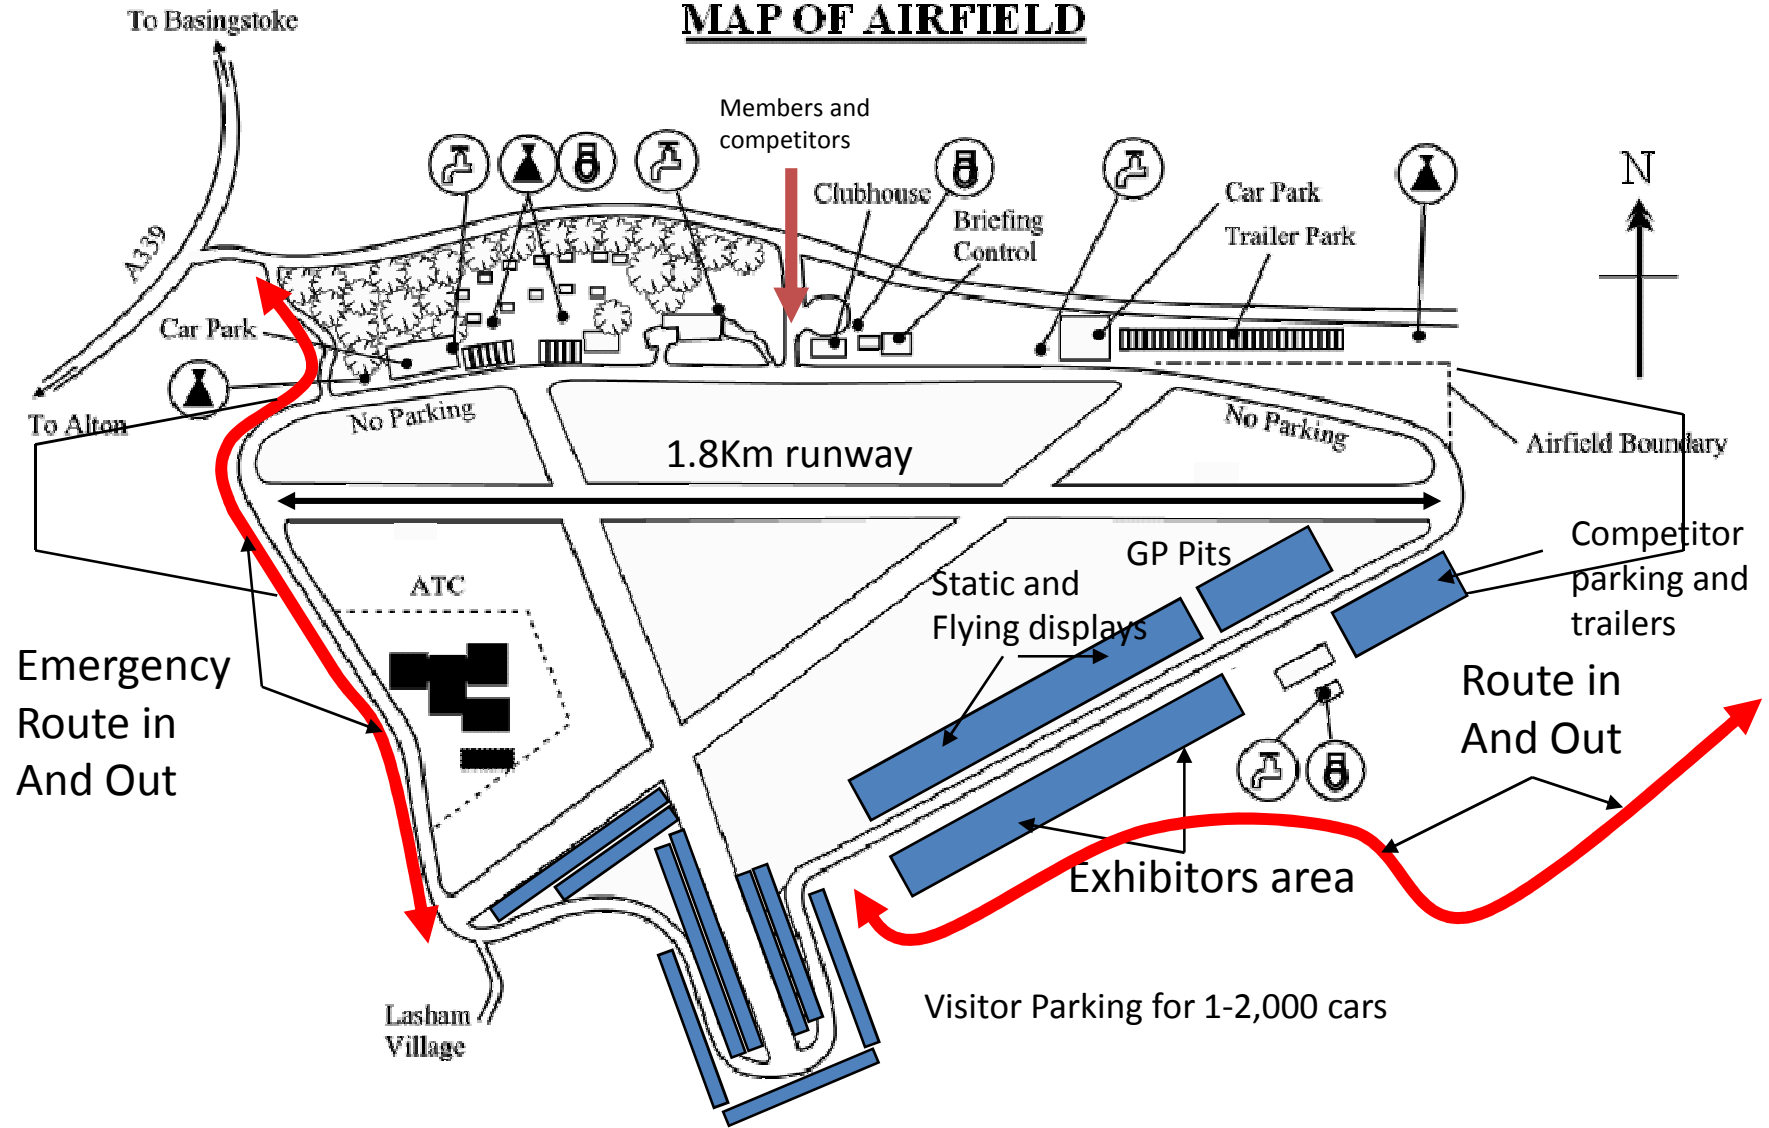 MAP OF AIRFIELD
To Basingstoke
Members and
competitors
Clubhouse
Briefing
Control
Car Park
Trailer Park
N
A339
Car Park
To Alton
No Parking
No Parking
Airfield Boundary
1.8Km runway
GP Pits
Competitor
parking and
trailers
Static and
Flying displays
ATC
Emergency
Route in
And Out
Route in
And Out
Exhibitors area
Visitor Parking for 1-2,000 cars
Lasham
Village